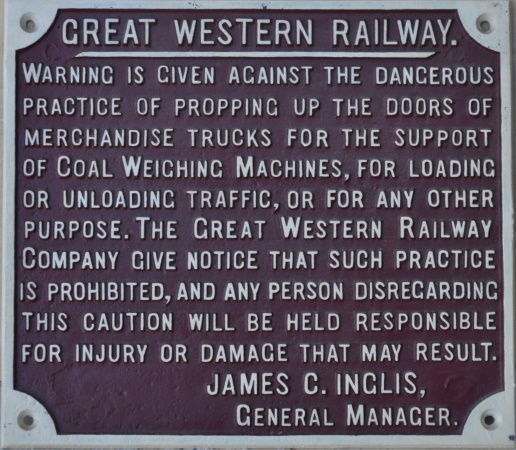 GREAT WESTERN RAILWAY.
WARNING IS GIVEN AGAINST THE DANGEROUS
PRACTICE OF PROPPING UP THE DOORS OF
MERCHANDISE TRUCKS FOR THE SUPPORT
OF COAL WEIGHING MACHINES, FOR LOADING
OR UNLOADING TRAFFIC, OR FOR ANY OTHER
PURPOSE. THE GREAT WESTERN RAILWAY
COMPANY GIVE NOTICE THAT SUCH PRACTICE
IS PROHIBITED, AND ANY PERSON DISREGARDING
THIS CAUTION WILL BE HELD RESPONSIBLE
FOR INJURY OR DAMAGE THAT MAY RESULT.
JAMES C. INGLIS,
GENERAL MANAGER.